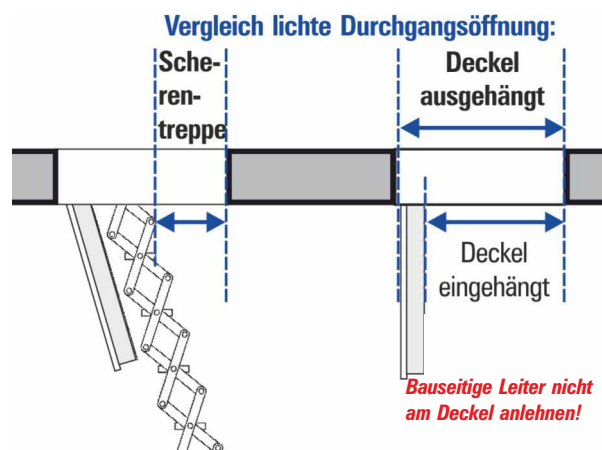 Vergleich lichte Durchgangsöffnung:
Sche-
ren-
treppe
Deckel
ausgehängt
Deckel
eingehängt
Bauseitige Leiter nicht
am Deckel anlehnen!